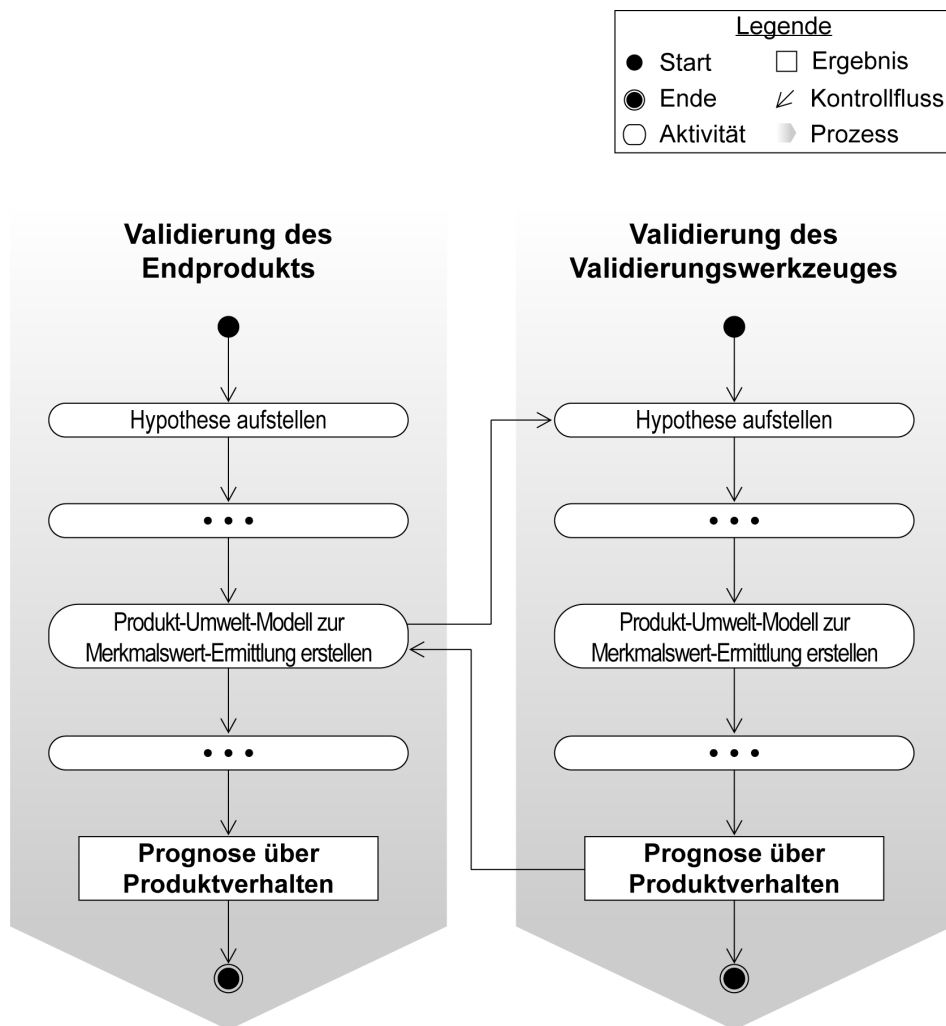 Legende
Start
Ergebnis
Ende
Kontrollfluss
Aktivität
Prozess
Validierung des
Endprodukts
Hypothese aufstellen
• • •
Produkt-Umwelt-Modell zur
Merkmalswert-Ermittlung erstellen
• • •
Prognose über
Produktverhalten
Validierung des
Validierungswerkzeuges
Hypothese aufstellen
• • •
Produkt-Umwelt-Modell zur
Merkmalswert-Ermittlung erstellen
• • •
Prognose über
Produktverhalten